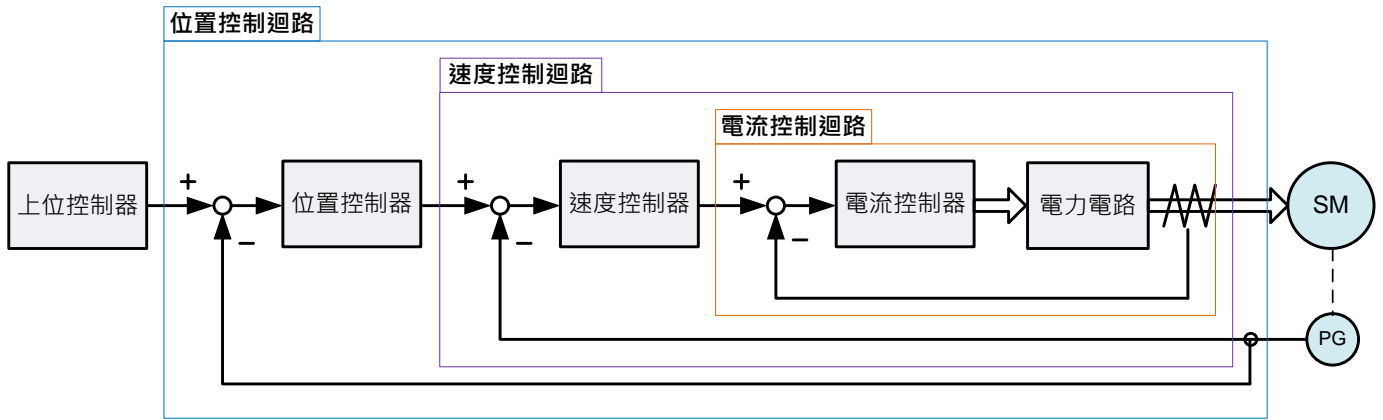 位置控制迴路
速度控制迴路
電流控制迴路
上位控制器
+
−
位置控制器
+
−
速度控制器
+
−
電流控制器
電力電路
SM
PG